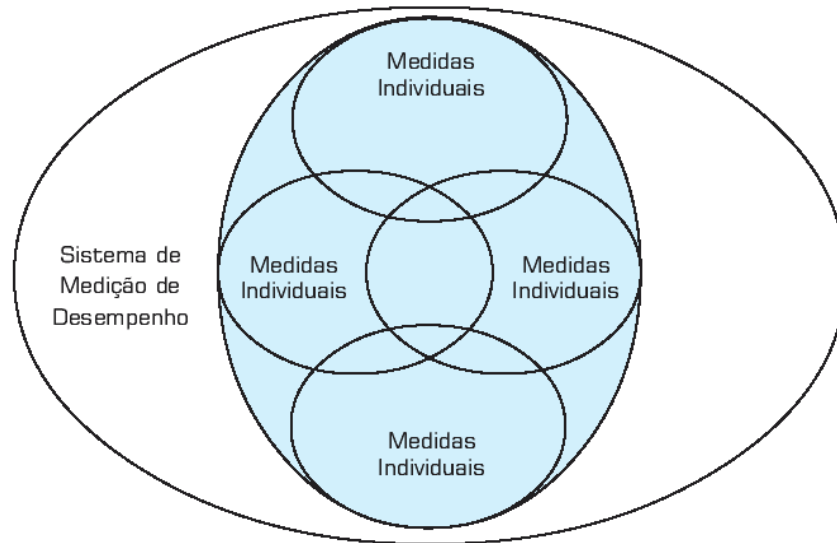 Medidas
Individuais
Sistema de
Medição de
Desempenho
Medidas
Individuais
Medidas
Individuais
Medidas
Individuais